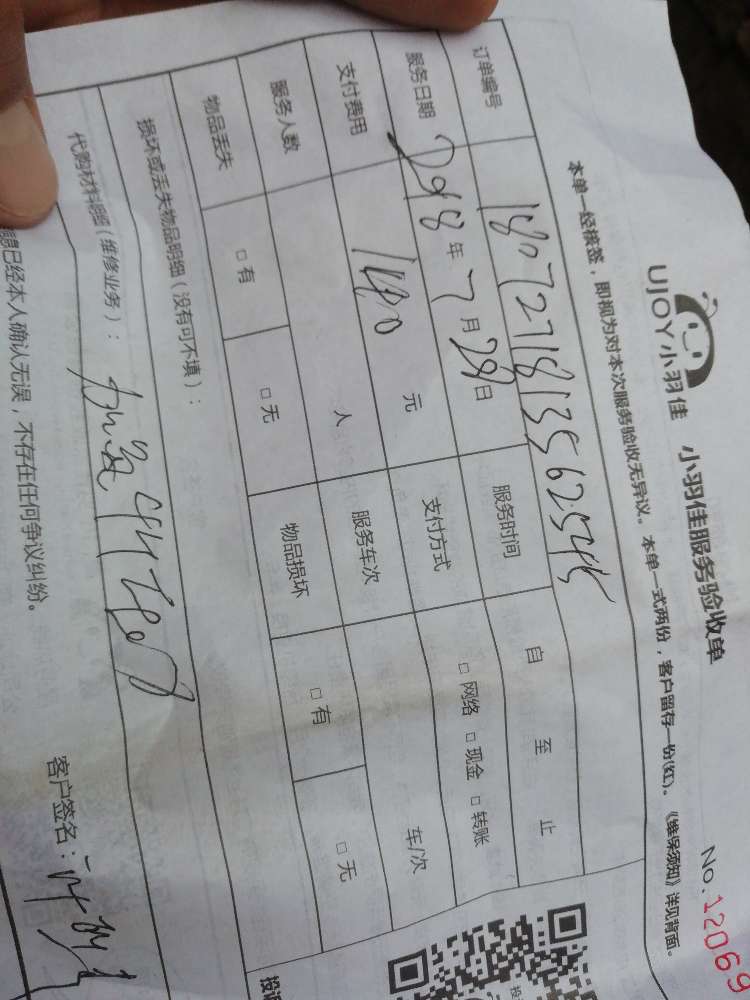 UJOY小羽佳 小羽佳服务验收单 No.12069
本单一经核签，即视为对本次服务验收无异议。本单一式两份，客户留存一份(红)。《维保须知》详见背面。
订单编号 180727181356254
服务日期 2018年7月28日 服务时间 自 至 止
支付费用 元 支付方式 □ 网络 □ 现金 □ 转账
服务人数 人 服务车次 车/次
物品丢失 □ 有 □ 无 物品损坏 □ 有 □ 无
损坏或丢失物品明细（没有可不填）：
代购材料明细（维修业务）：
息已经本人确认无误，不存在任何争议纠纷。
客户签名：
投诉